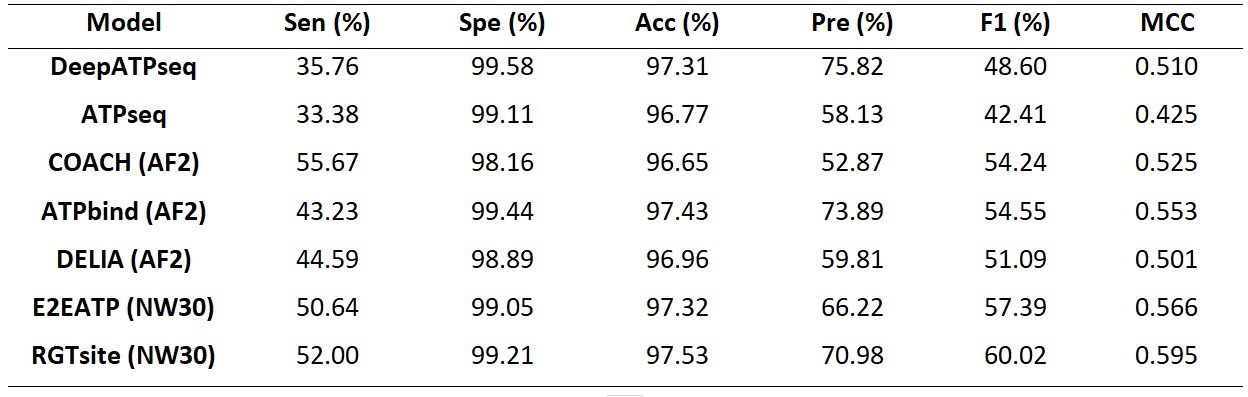 Model Sen (%) Spe (%) Acc (%) Pre (%) F1 (%) MCC
DeepATPseq 35.76 99.58 97.31 75.82 48.60 0.510
ATPseq 33.38 99.11 96.77 58.13 42.41 0.425
COACH (AF2) 55.67 98.16 96.65 52.87 54.24 0.525
ATPbind (AF2) 43.23 99.44 97.43 73.89 54.55 0.553
DELIA (AF2) 44.59 98.89 96.96 59.81 51.09 0.501
E2EATP (NW30) 50.64 99.05 97.32 66.22 57.39 0.566
RGTsite (NW30) 52.00 99.21 97.53 70.98 60.02 0.595